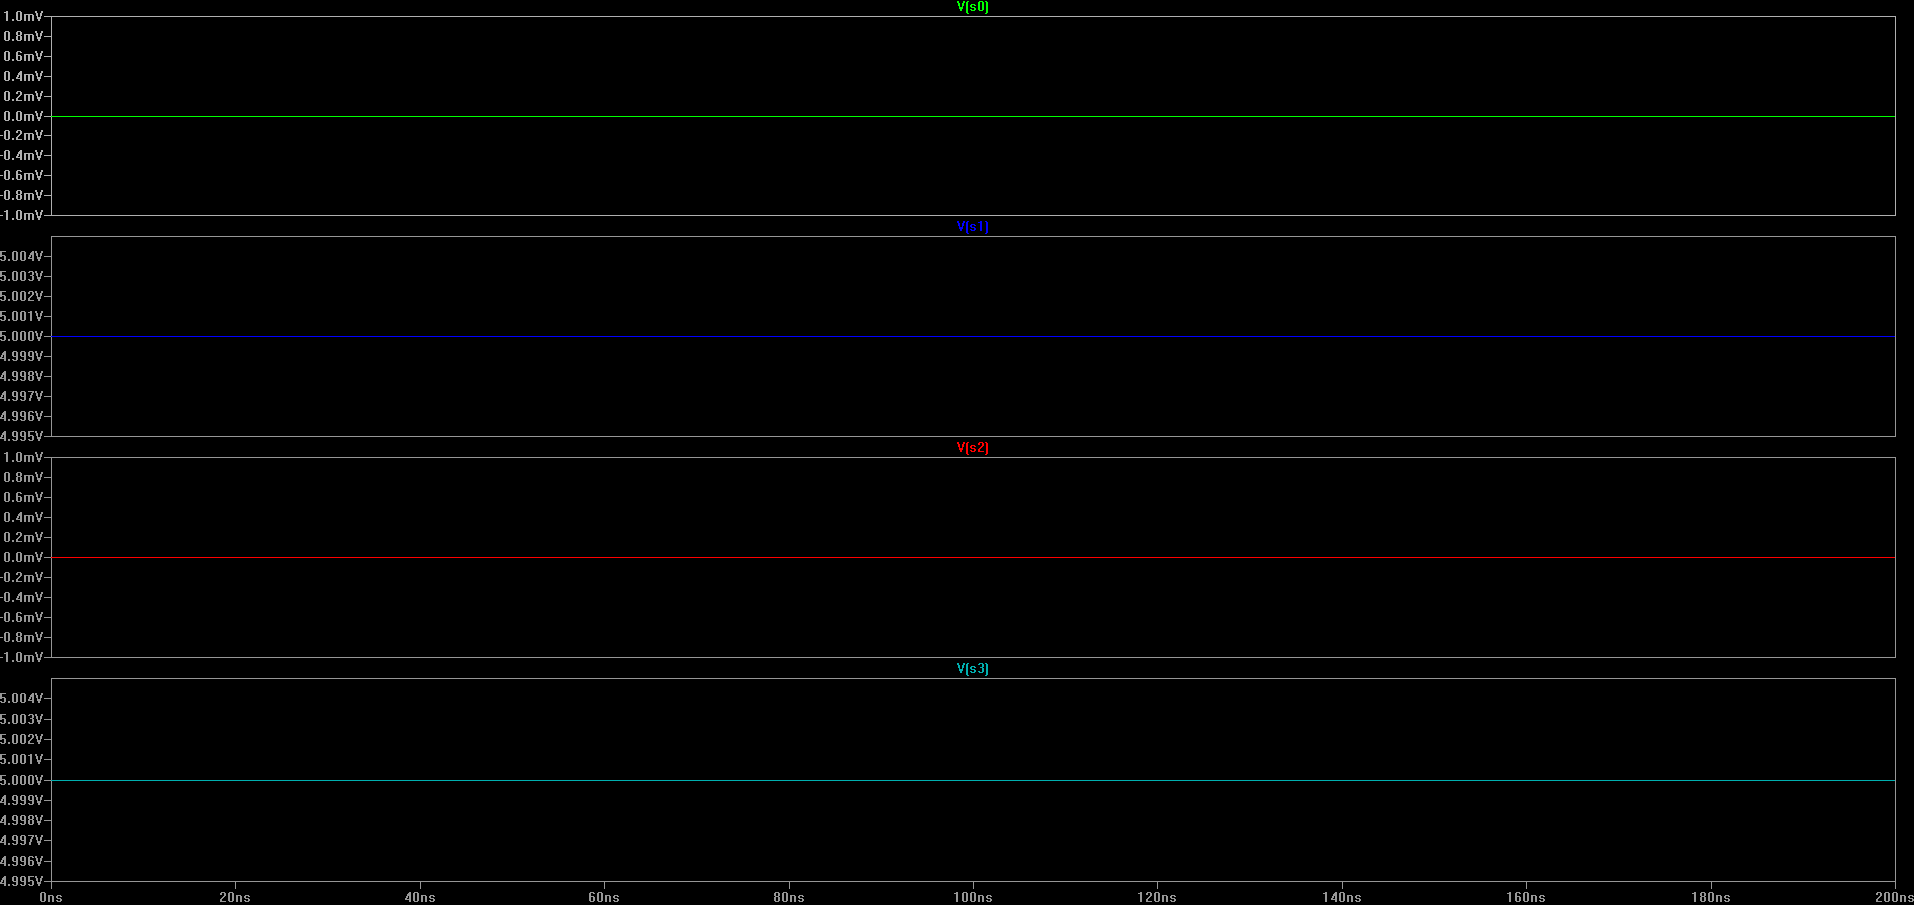 V(s0)
1.0mV
0.8mV
0.6mV
0.4mV
0.2mV
0.0mV
-0.2mV
-0.4mV
-0.6mV
-0.8mV
-1.0mV
V(s1)
5.004V
5.003V
5.002V
5.001V
5.000V
4.999V
4.998V
4.997V
4.996V
4.995V
V(s2)
1.0mV
0.8mV
0.6mV
0.4mV
0.2mV
0.0mV
-0.2mV
-0.4mV
-0.6mV
-0.8mV
-1.0mV
V(s3)
5.004V
5.003V
5.002V
5.001V
5.000V
4.999V
4.998V
4.997V
4.996V
4.995V
0ns 20ns 40ns 60ns 80ns 100ns 120ns 140ns 160ns 180ns 200ns